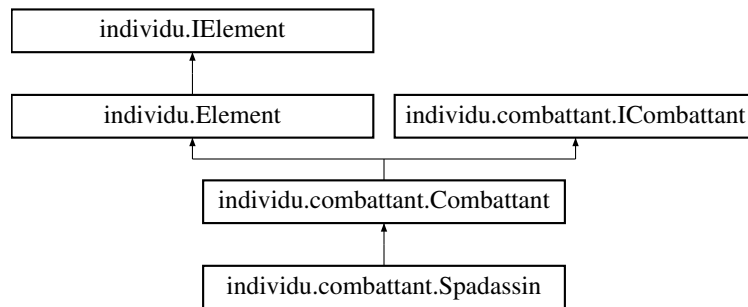 individu.IElement
individu.Element
individu.combattant.ICombattant
individu.combattant.Combattant
individu.combattant.Spadassin